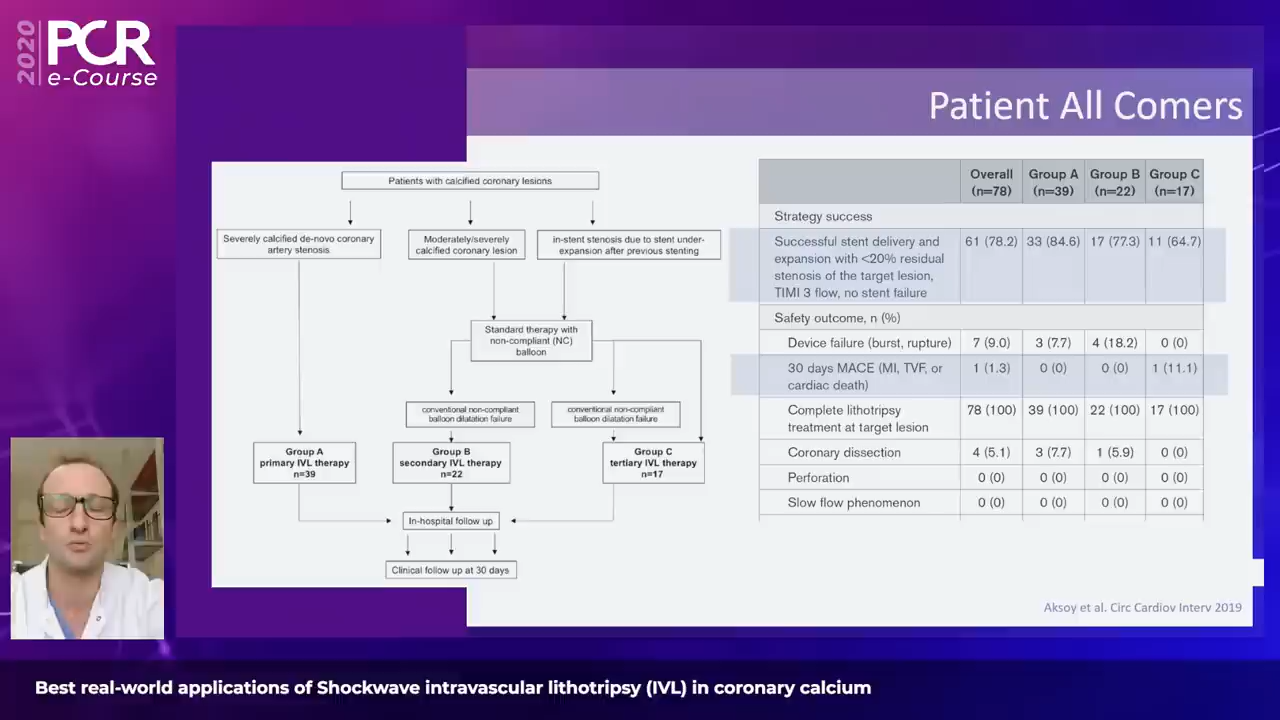 2020
PCR
e-Course
Patient All Comers
Patients with calcified coronary lesions
Severely calcified de-novo coronary
artery stenosis
Moderately/severely
calcified coronary lesion
in-stent stenosis due to stent under-
expansion after previous stenting
Standard therapy with
non-compliant (NC)
balloon
conventional non-compliant
balloon dilatation failure
conventional non-compliant
balloon dilatation failure
Group A
primary IVL therapy
n=39
Group B
secondary IVL therapy
n=22
Group C
tertiary IVL therapy
n=17
In-hospital follow up
Clinical follow up at 30 days
Overall Group A Group B Group C
(n=78) (n=39) (n=22) (n=17)
Strategy success
Successful stent delivery and 61 (78.2) 33 (84.6) 17 (77.3) 11 (64.7)
expansion with <20% residual
stenosis of the target lesion,
TIMI 3 flow, no stent failure
Safety outcome, n (%)
Device failure (burst, rupture) 7 (9.0) 3 (7.7) 4 (18.2) 0 (0)
30 days MACE (MI, TVF, or 1 (1.3) 0 (0) 0 (0) 1 (11.1)
cardiac death)
Complete lithotripsy 78 (100) 39 (100) 22 (100) 17 (100)
treatment at target lesion
Coronary dissection 4 (5.1) 3 (7.7) 1 (5.9) 0 (0)
Perforation 0 (0) 0 (0) 0 (0) 0 (0)
Slow flow phenomenon 0 (0) 0 (0) 0 (0) 0 (0)
Aksoy et al. Circ Cardiov Interv 2019
Best real-world applications of Shockwave intravascular lithotripsy (IVL) in coronary calcium